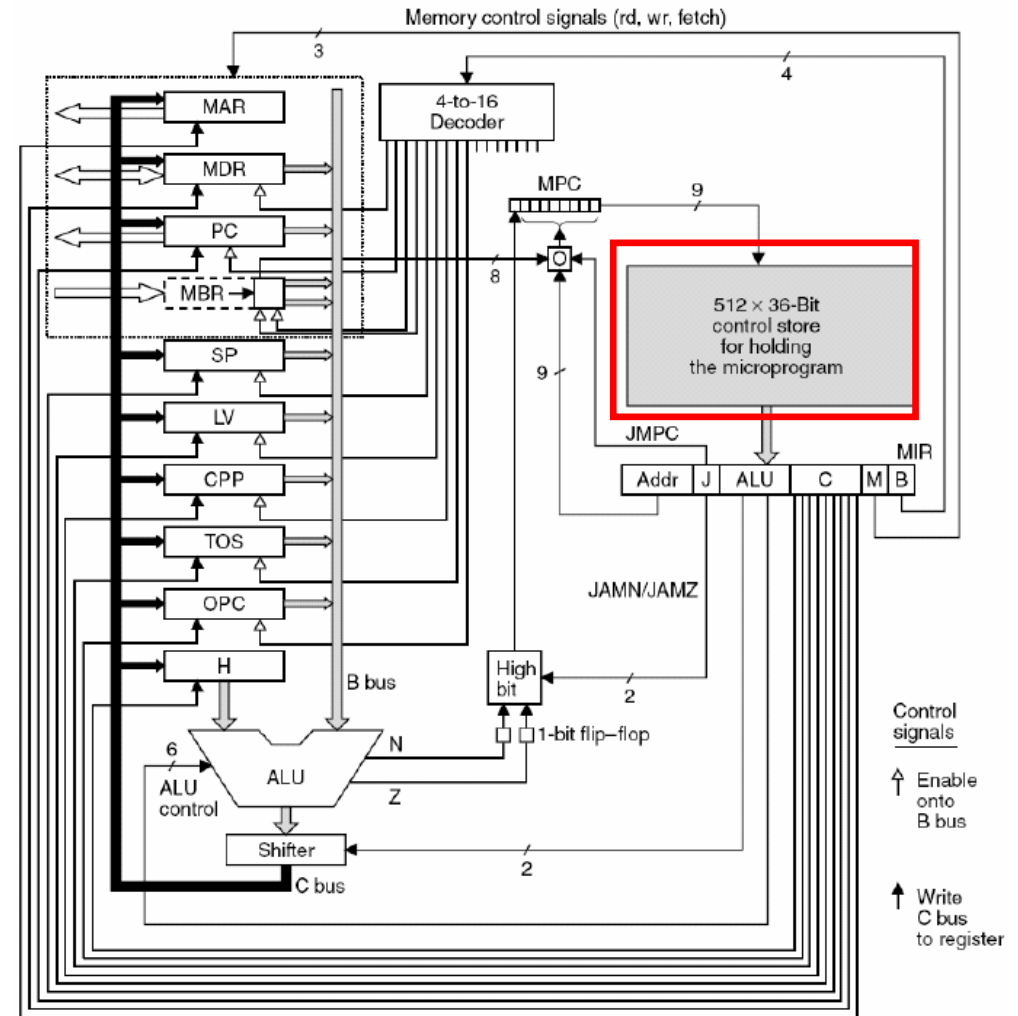 Memory control signals (rd, wr, fetch)
3
4
MAR
4-to-16
Decoder
MDR
MPC
9
PC
O
8
MBR
512 × 36-Bit
control store
for holding
the microprogram
SP
9
LV
JMPC
MIR
CPP
Addr
J
ALU
C
M
B
TOS
JAMN/JAMZ
OPC
H
High
bit
B bus
2
Control
signals
N
1-bit flip–flop
6
ALU
ALU
control
Z
Enable
onto
B bus
Shifter
2
C bus
Write
C bus
to register